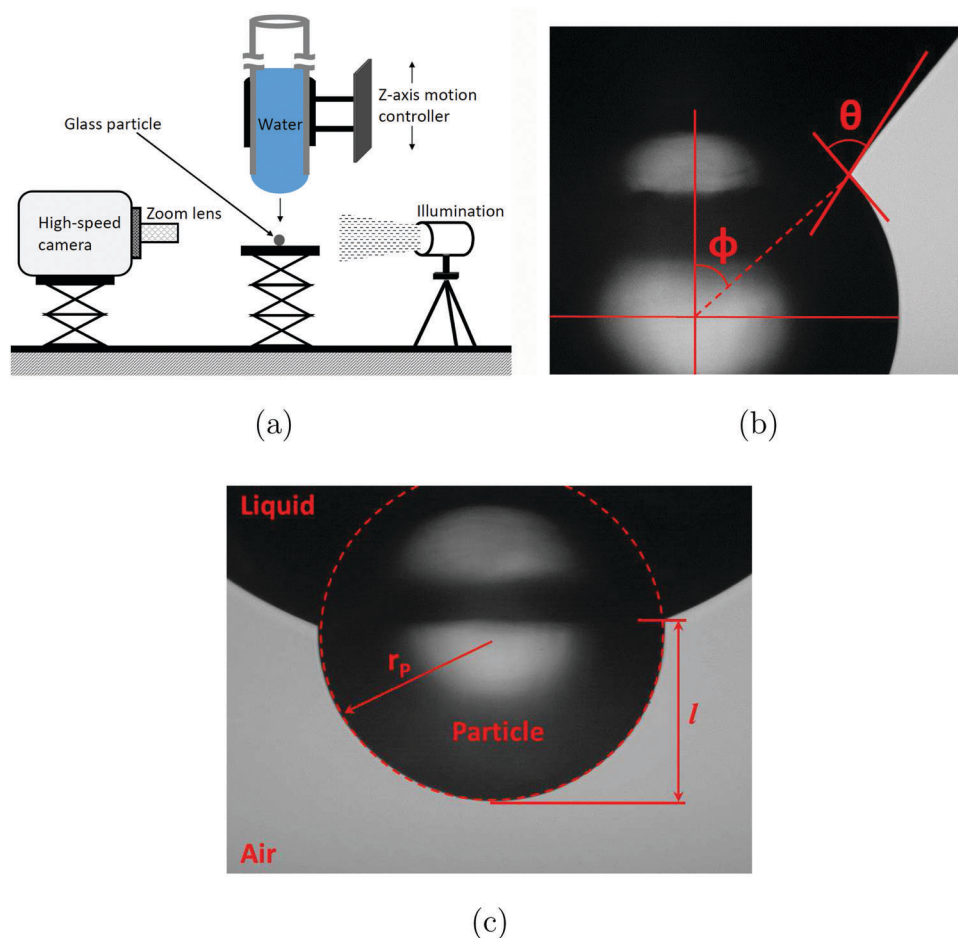 Glass particle
Water
Z-axis motion
controller
High-speed
camera
Zoom lens
Illumination
θ
ϕ
(a)
(b)
Liquid
r_P
Particle
l
Air
(c)